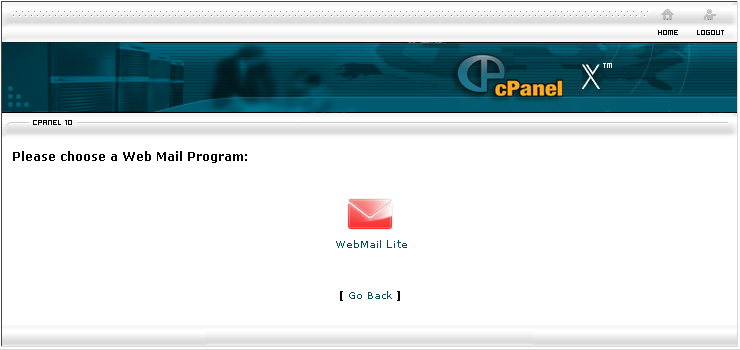 HOME LOGOUT
cPanel X™
CPANEL 10
Please choose a Web Mail Program:
WebMail Lite
[ Go Back ]